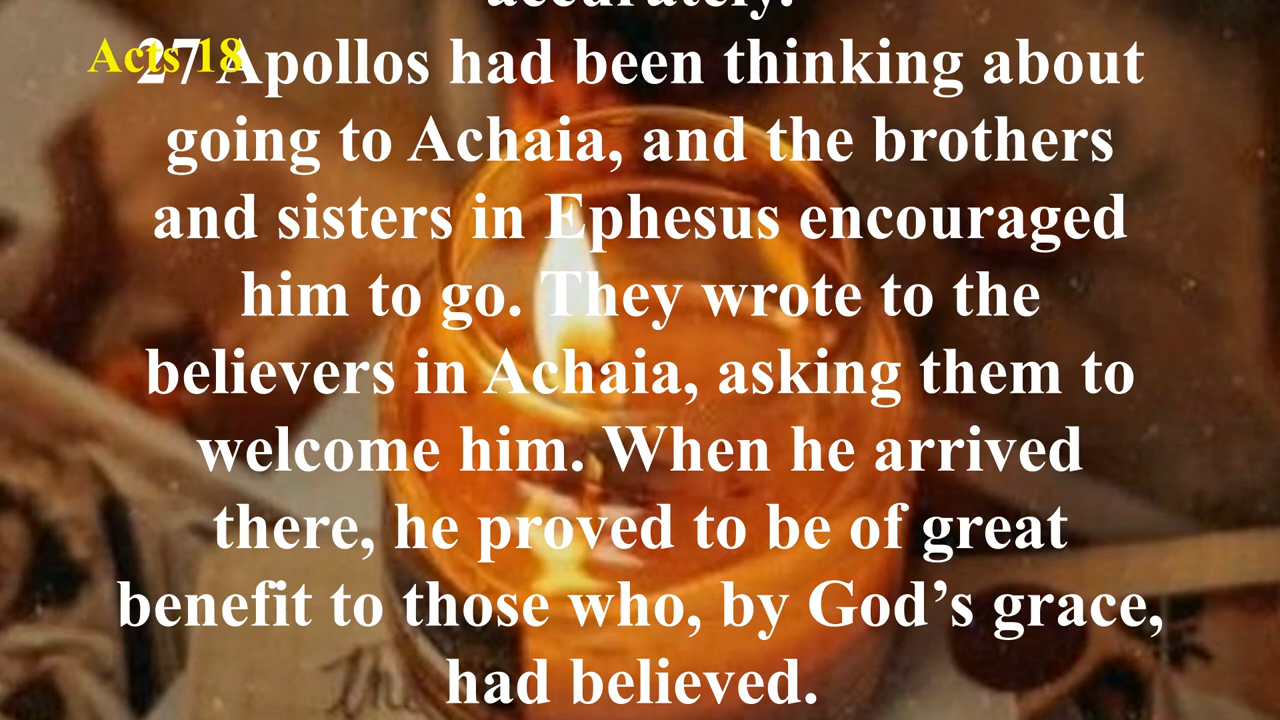 accurately.
Acts 18
27 Apollos had been thinking about
going to Achaia, and the brothers
and sisters in Ephesus encouraged
him to go. They wrote to the
believers in Achaia, asking them to
welcome him. When he arrived
there, he proved to be of great
benefit to those who, by God’s grace,
had believed.
The